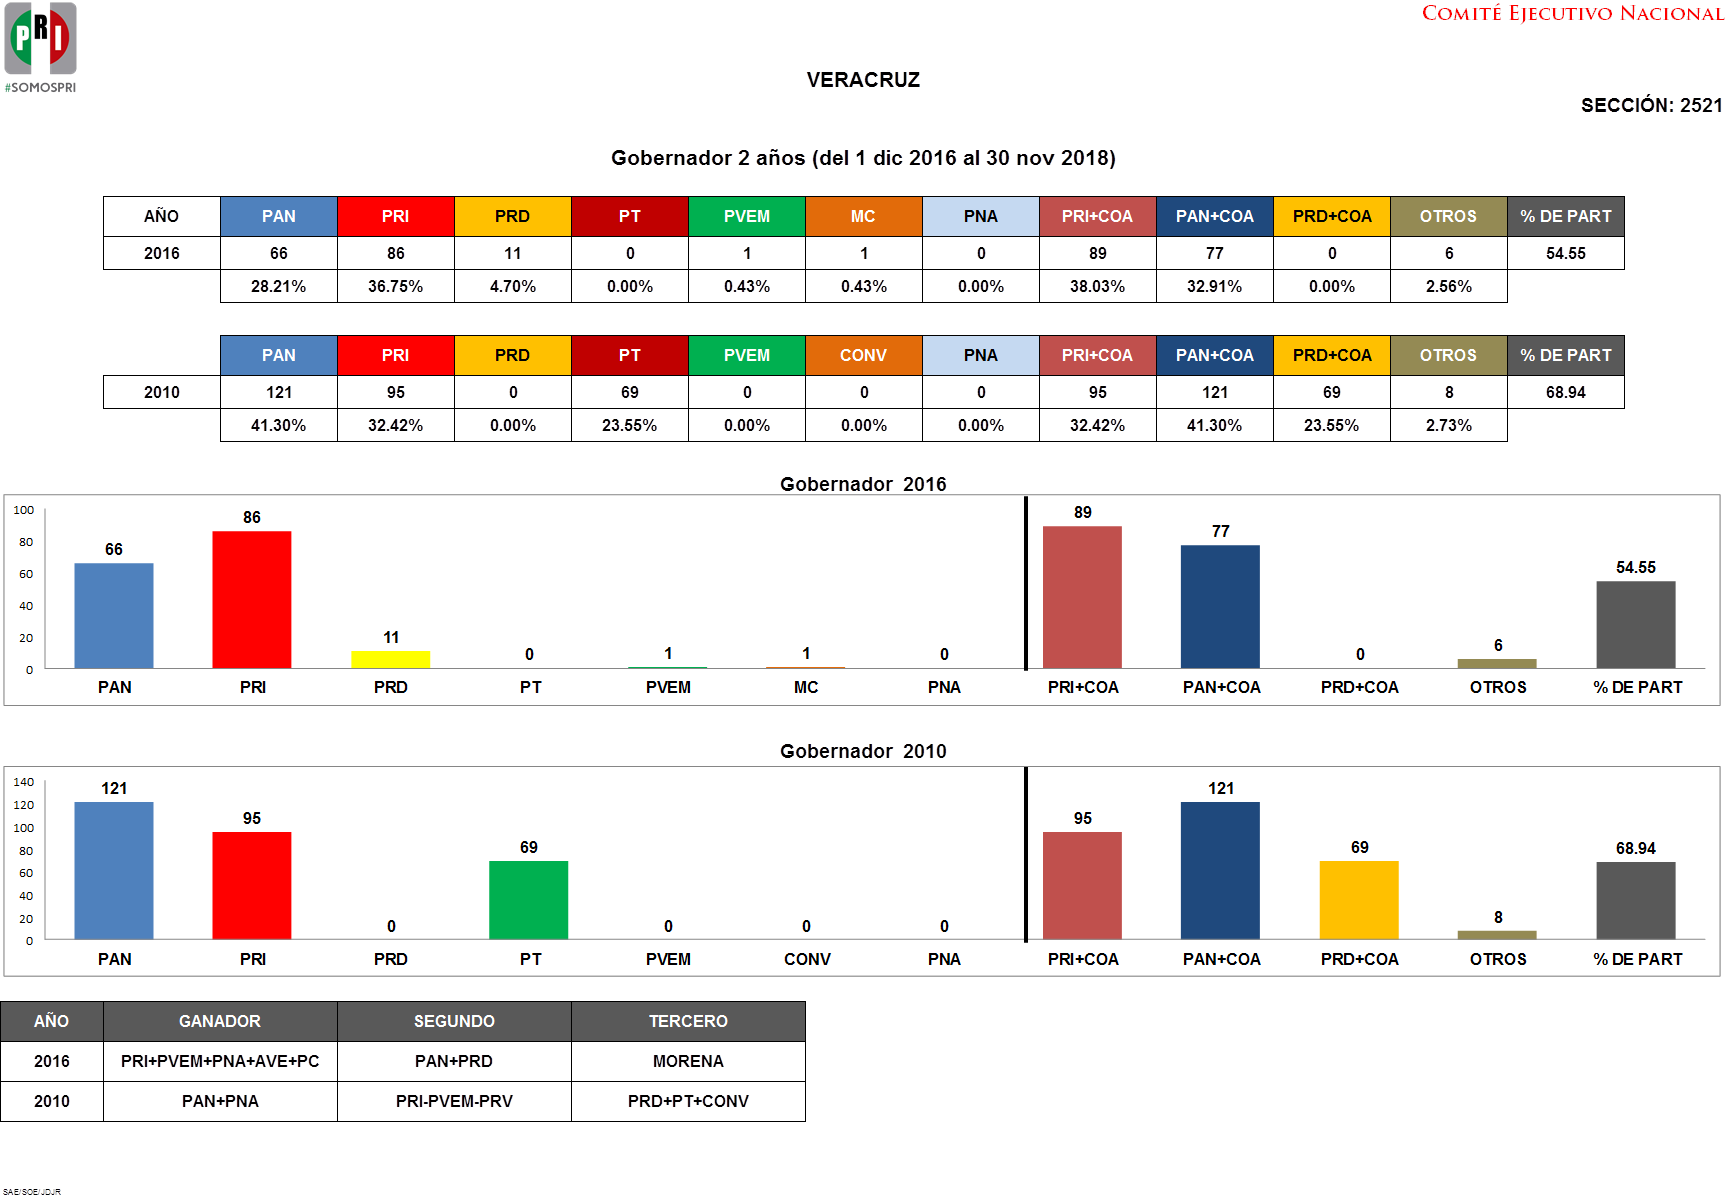 PRI
#SOMOSPRI
COMITÉ EJECUTIVO NACIONAL
VERACRUZ
SECCIÓN: 2521
Gobernador 2 años (del 1 dic 2016 al 30 nov 2018)
AÑO PAN PRI PRD PT PVEM MC PNA PRI+COA PAN+COA PRD+COA OTROS % DE PART
2016 66 86 11 0 1 1 0 89 77 0 6 54.55
28.21% 36.75% 4.70% 0.00% 0.43% 0.43% 0.00% 38.03% 32.91% 0.00% 2.56%
PAN PRI PRD PT PVEM CONV PNA PRI+COA PAN+COA PRD+COA OTROS % DE PART
2010 121 95 0 69 0 0 0 95 121 69 8 68.94
41.30% 32.42% 0.00% 23.55% 0.00% 0.00% 0.00% 32.42% 41.30% 23.55% 2.73%
Gobernador 2016
100
80
60
40
20
0
66 86 11 0 1 1 0 89 77 0 6 54.55
PAN PRI PRD PT PVEM MC PNA PRI+COA PAN+COA PRD+COA OTROS % DE PART
Gobernador 2010
140
120
100
80
60
40
20
0
121 95 0 69 0 0 0 95 121 69 8 68.94
PAN PRI PRD PT PVEM CONV PNA PRI+COA PAN+COA PRD+COA OTROS % DE PART
AÑO GANADOR SEGUNDO TERCERO
2016 PRI+PVEM+PNA+AVE+PC PAN+PRD MORENA
2010 PAN+PNA PRI-PVEM-PRV PRD+PT+CONV
SAE/SOE/JDJR